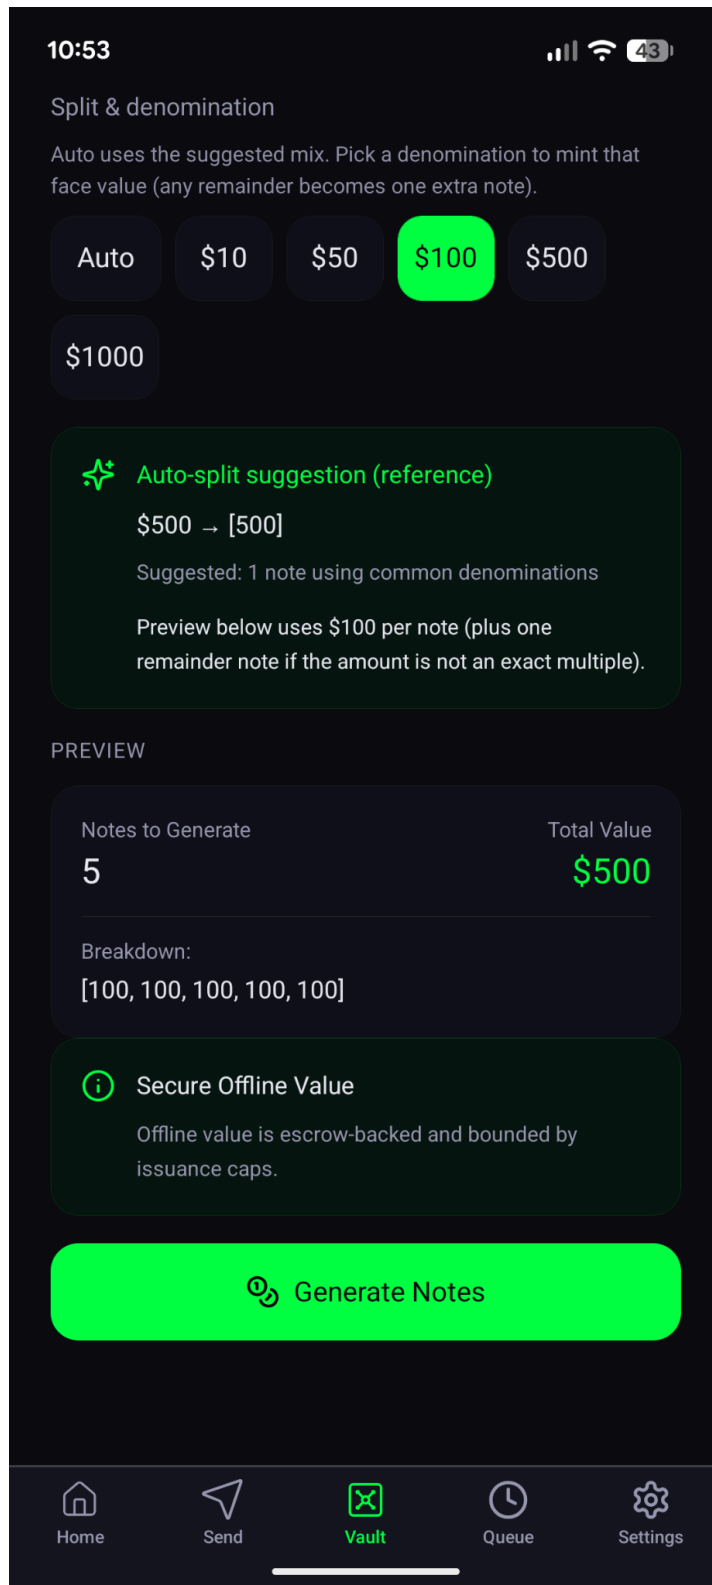 10:53
43
Split & denomination
Auto uses the suggested mix. Pick a denomination to mint that
face value (any remainder becomes one extra note).
Auto $10 $50 $100 $500
$1000
Auto-split suggestion (reference)
$500 → [500]
Suggested: 1 note using common denominations
Preview below uses $100 per note (plus one
remainder note if the amount is not an exact multiple).
PREVIEW
Notes to Generate Total Value
5 $500
Breakdown:
[100, 100, 100, 100, 100]
Secure Offline Value
Offline value is escrow-backed and bounded by
issuance caps.
Generate Notes
Home Send Vault Queue Settings